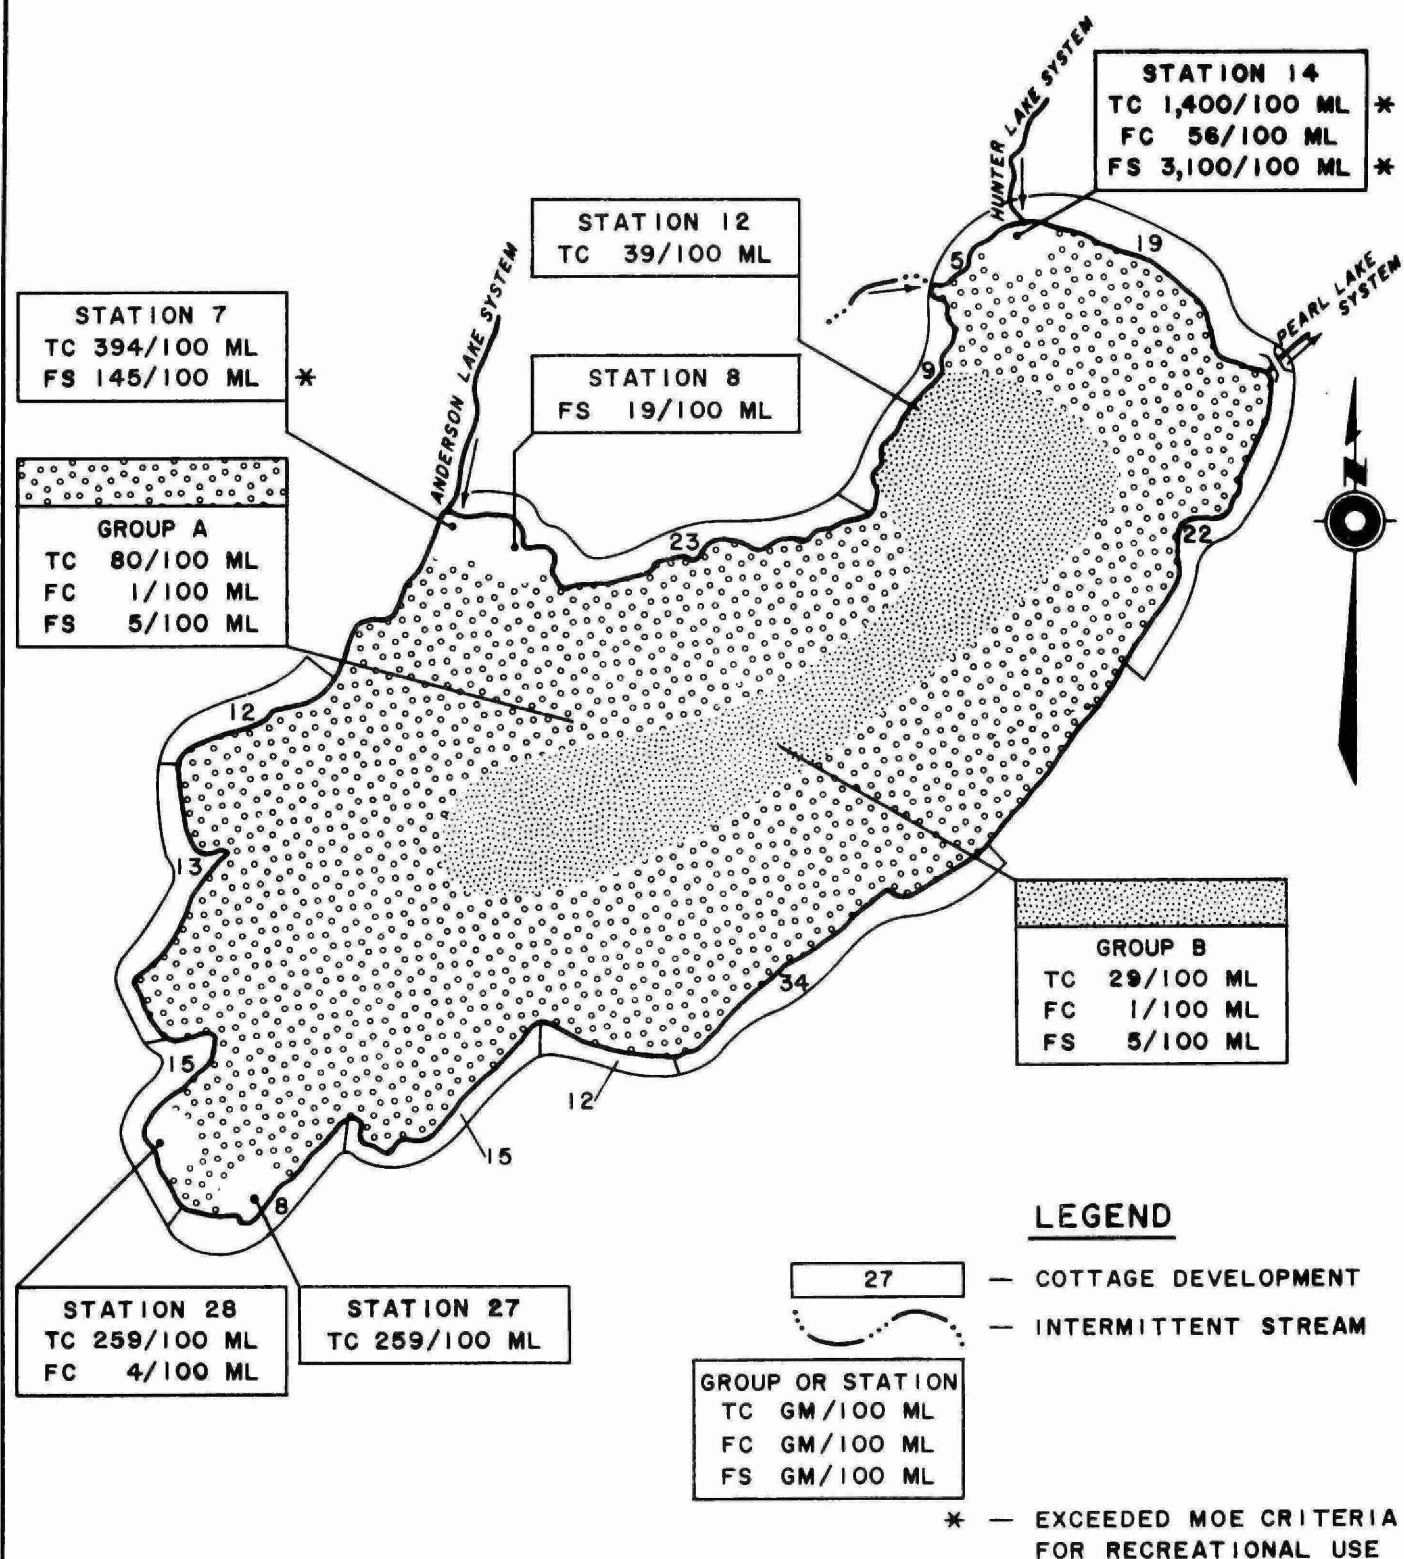 HUNTER LAKE SYSTEM
STATION 14
TC 1,400/100 ML *
FC 56/100 ML
FS 3,100/100 ML *
STATION 12
TC 39/100 ML
5
19
PEARL LAKE
SYSTEM
ANDERSON LAKE SYSTEM
STATION 7
TC 394/100 ML
FS 145/100 ML *
STATION 8
FS 19/100 ML
9
N
GROUP A
TC 80/100 ML
FC 1/100 ML
FS 5/100 ML
23
22
12
13
GROUP B
TC 29/100 ML
FC 1/100 ML
FS 5/100 ML
34
15
12
15
8
STATION 28
TC 259/100 ML
FC 4/100 ML
STATION 27
TC 259/100 ML
LEGEND
27 — COTTAGE DEVELOPMENT
— INTERMITTENT STREAM
GROUP OR STATION
TC GM/100 ML
FC GM/100 ML
FS GM/100 ML
* — EXCEEDED MOE CRITERIA
FOR RECREATIONAL USE